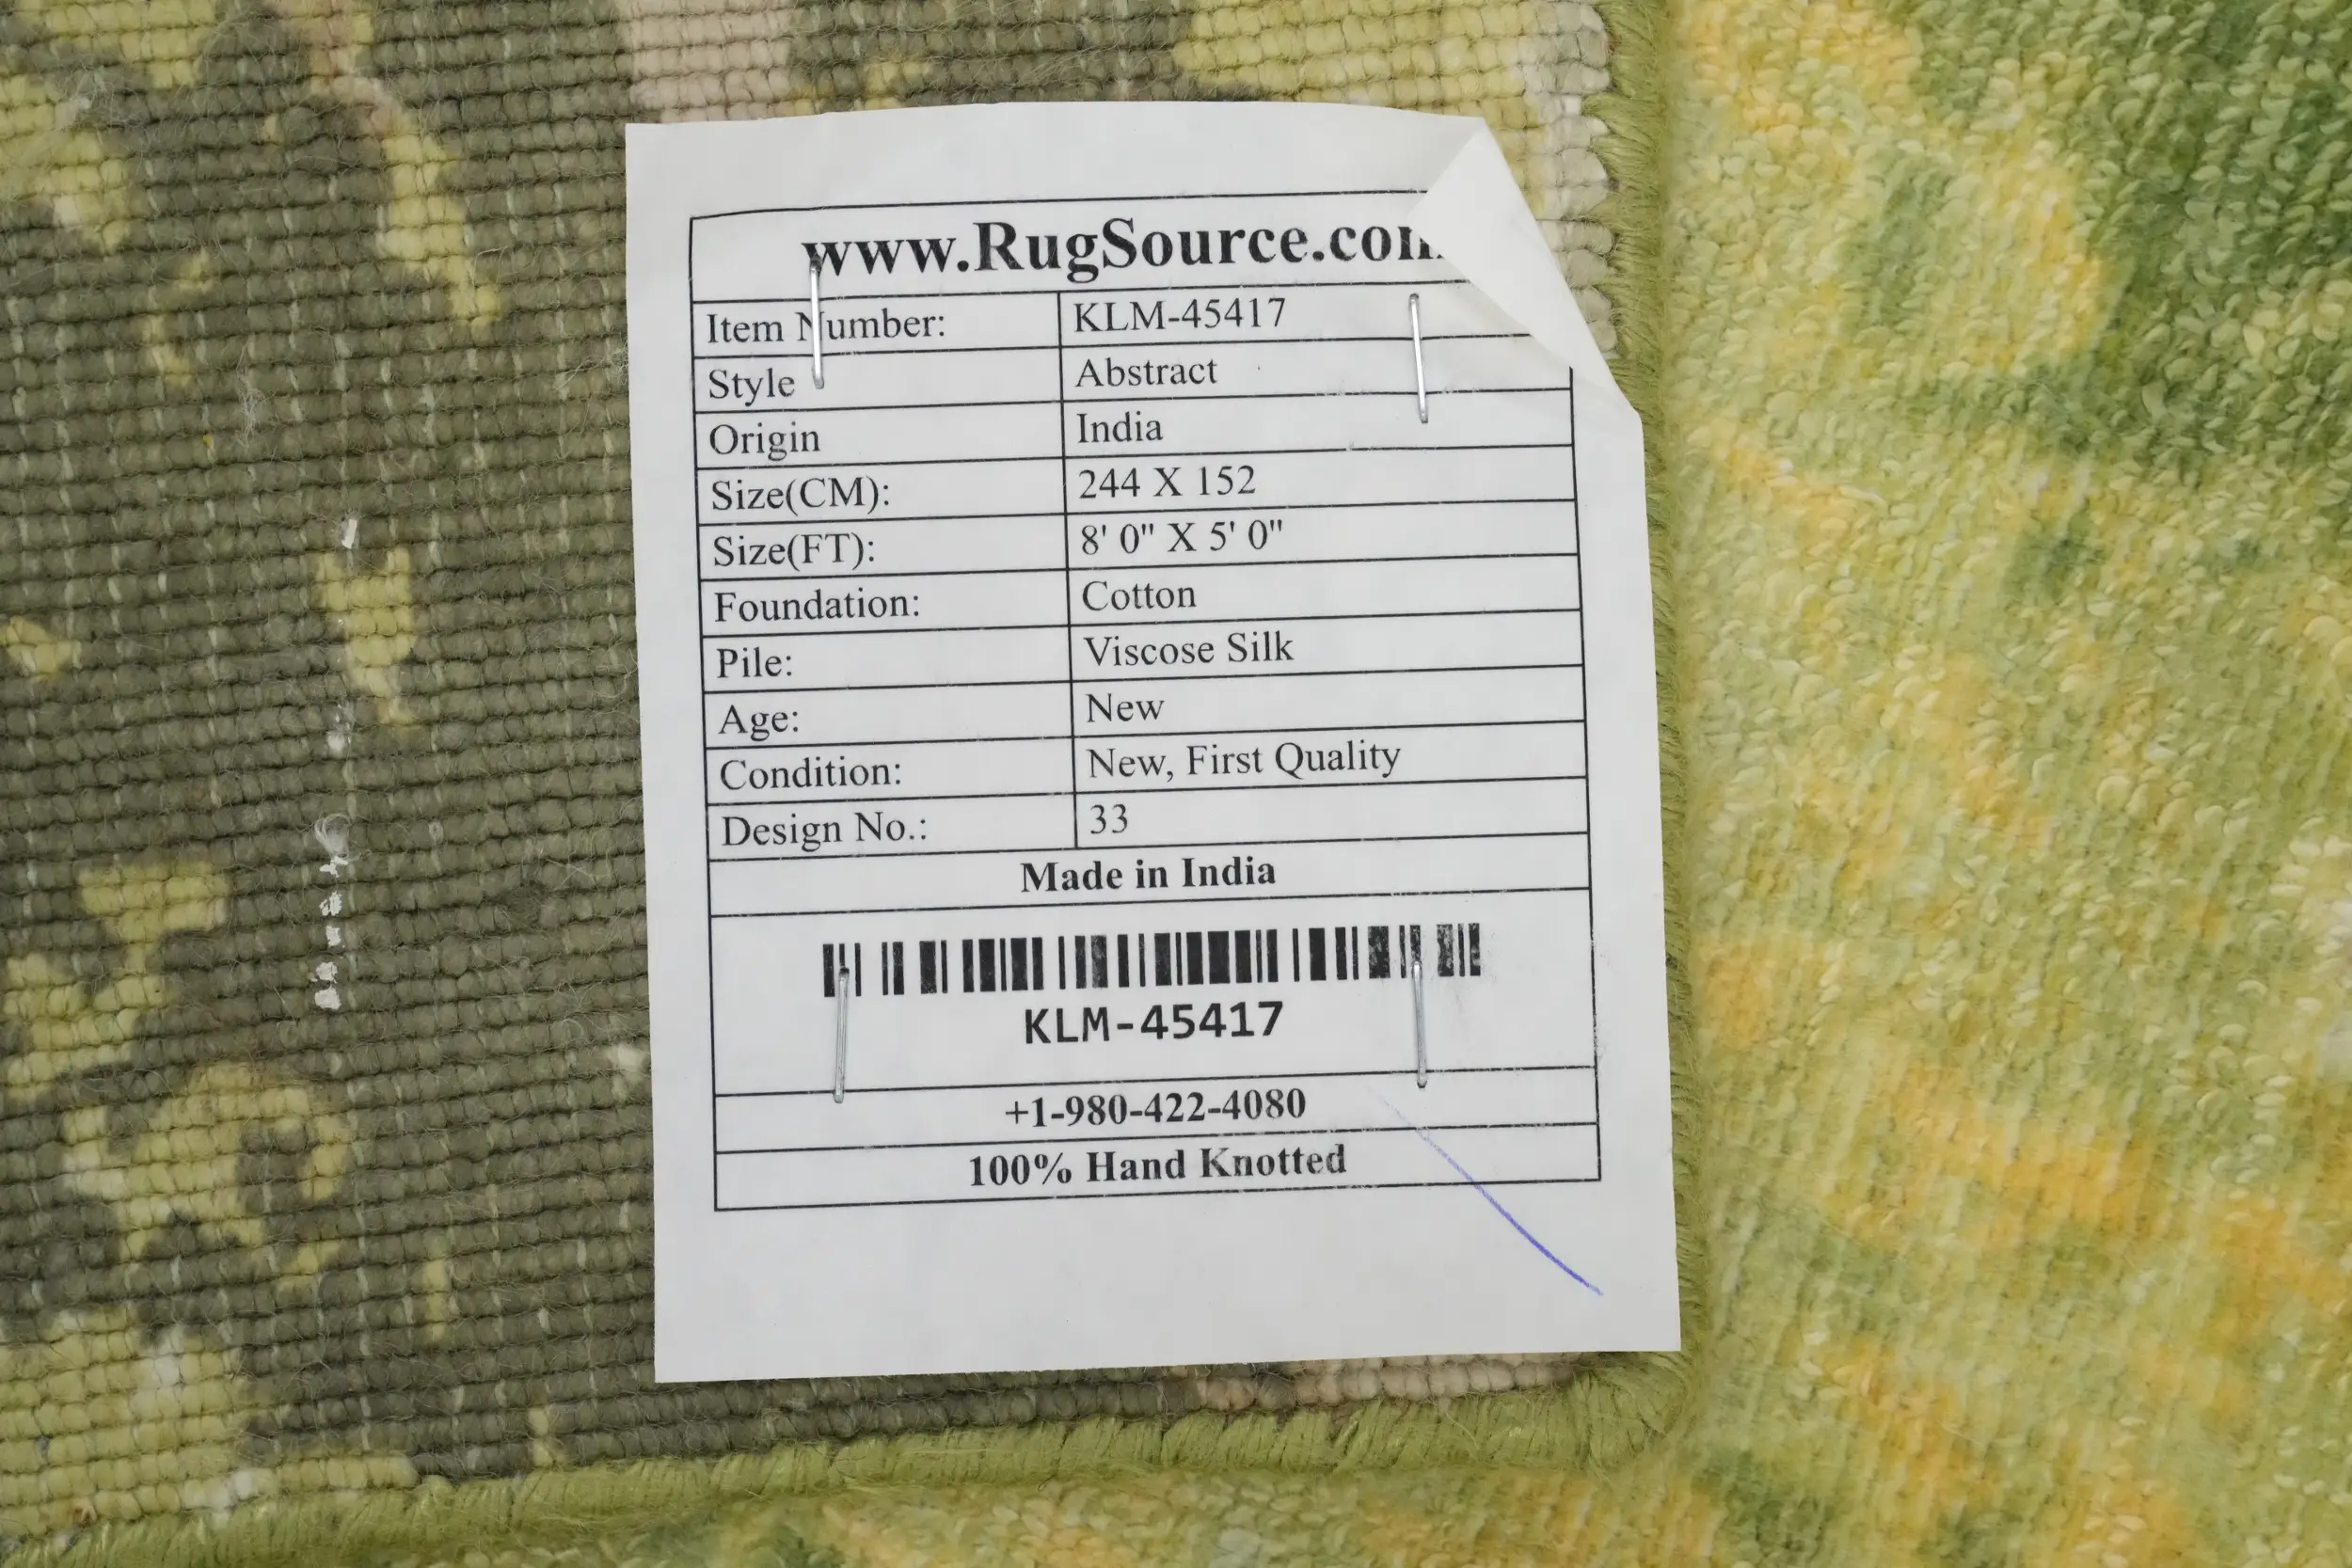 www.RugSource.com
Item Number: KLM-45417
Style Abstract
Origin India
Size(CM): 244 X 152
Size(FT): 8' 0" X 5' 0"
Foundation: Cotton
Pile: Viscose Silk
Age: New
Condition: New, First Quality
Design No.: 33
Made in India
KLM-45417
+1-980-422-4080
100% Hand Knotted